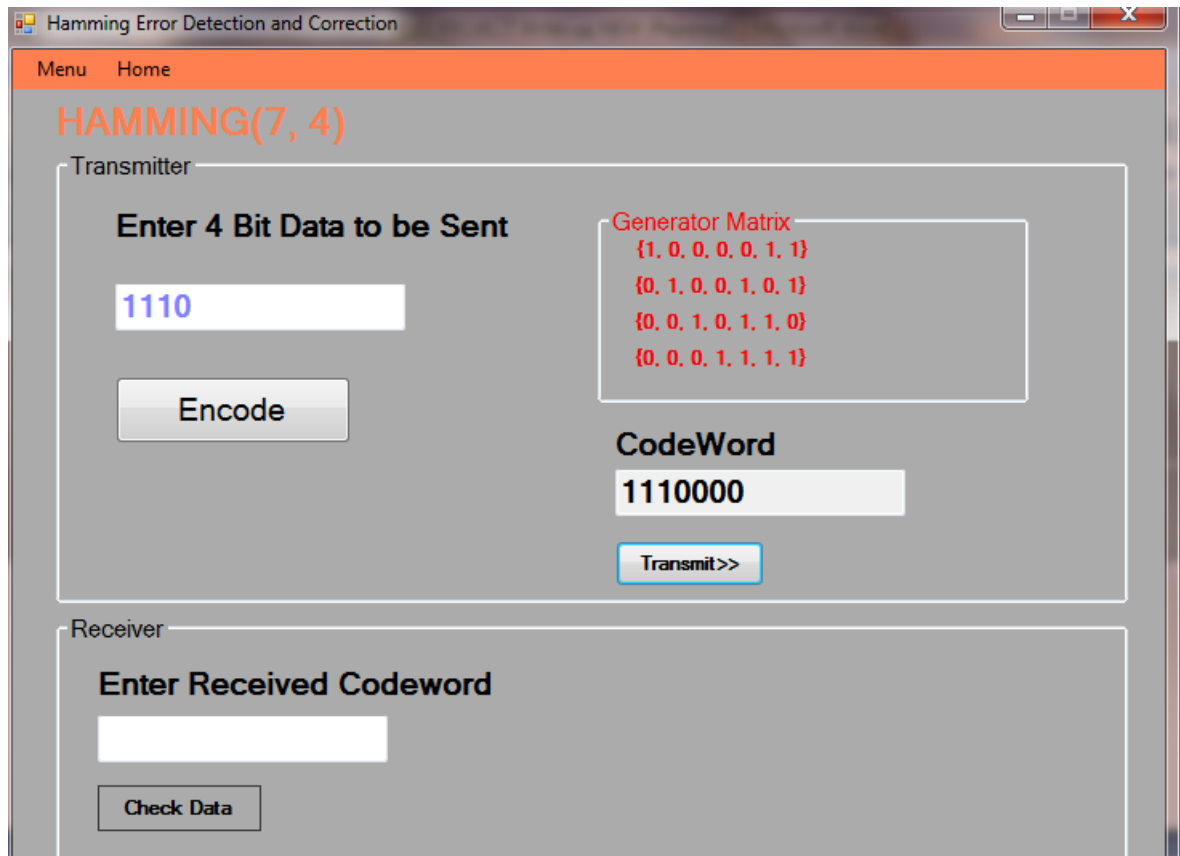 Hamming Error Detection and Correction
Menu Home
HAMMING(7, 4)
Transmitter
Enter 4 Bit Data to be Sent
1110
Encode
Generator Matrix
{1, 0, 0, 0, 0, 1, 1}
{0, 1, 0, 0, 1, 0, 1}
{0, 0, 1, 0, 1, 1, 0}
{0, 0, 0, 1, 1, 1, 1}
CodeWord
1110000
Transmit>>
Receiver
Enter Received Codeword
Check Data